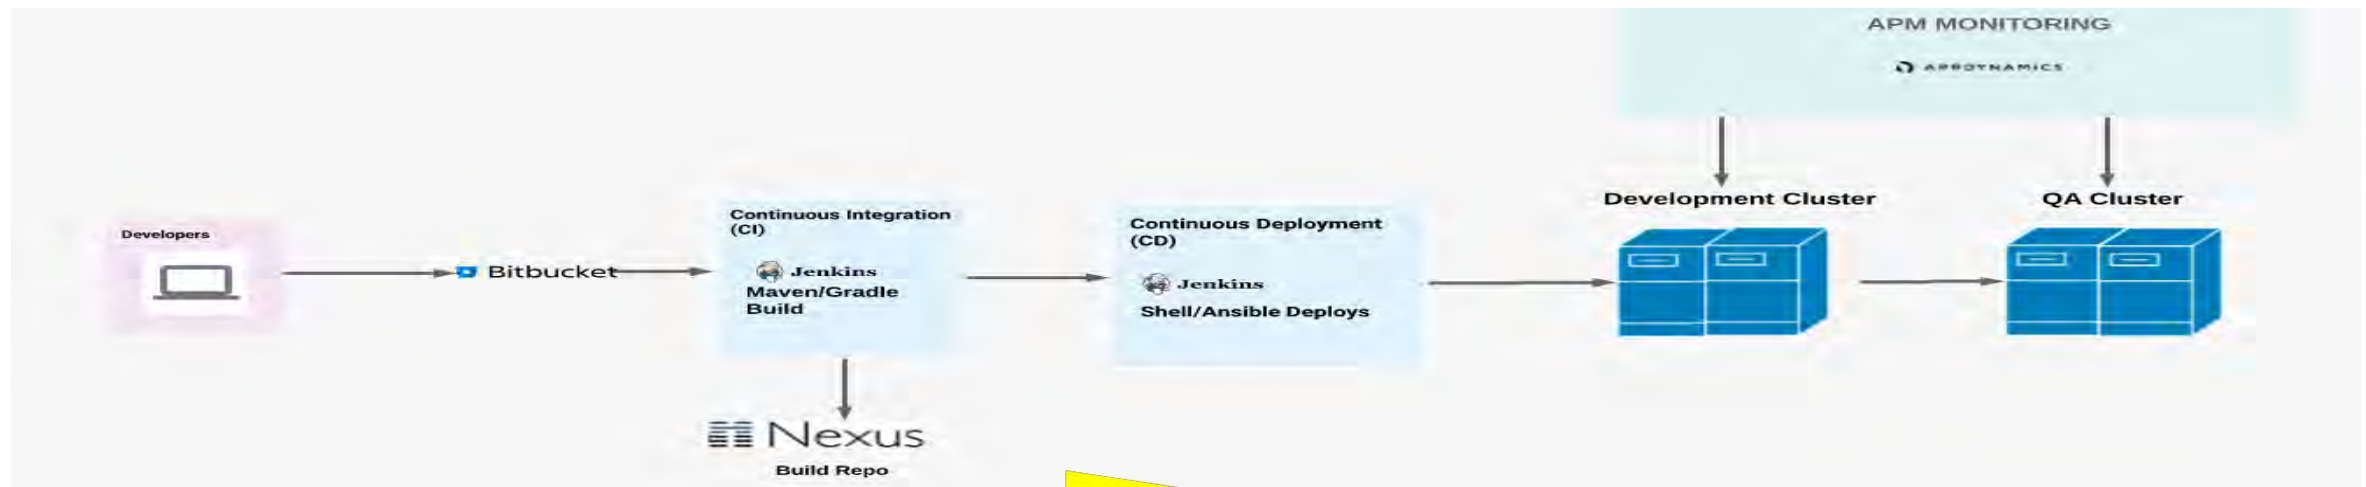 APM MONITORING
APPDYNAMICS
Development Cluster
QA Cluster
Developers
Bitbucket
Continuous Integration
(CI)
Jenkins
Maven/Gradle
Build
Continuous Deployment
(CD)
Jenkins
Shell/Ansible Deploys
Nexus
Build Repo